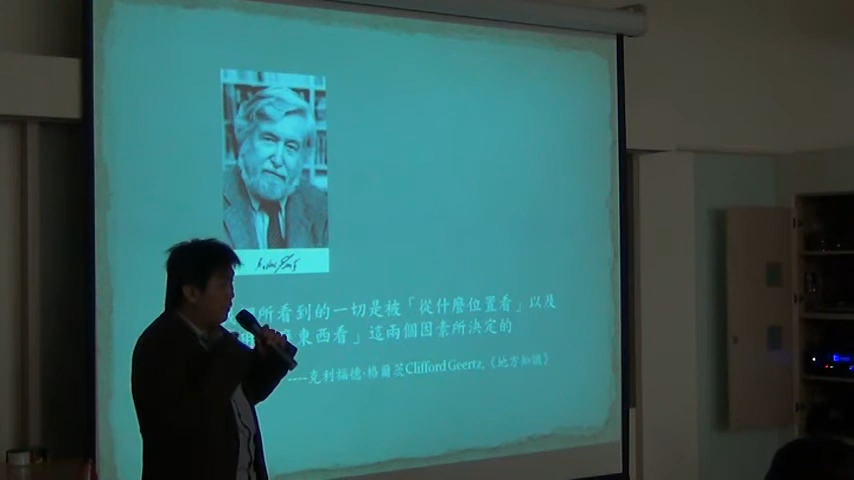 所看到的一切是被「從什麼位置看」以及
東西看」這兩個因素所決定的
----克利福德·格爾茨Clifford Geertz,《地方知識》